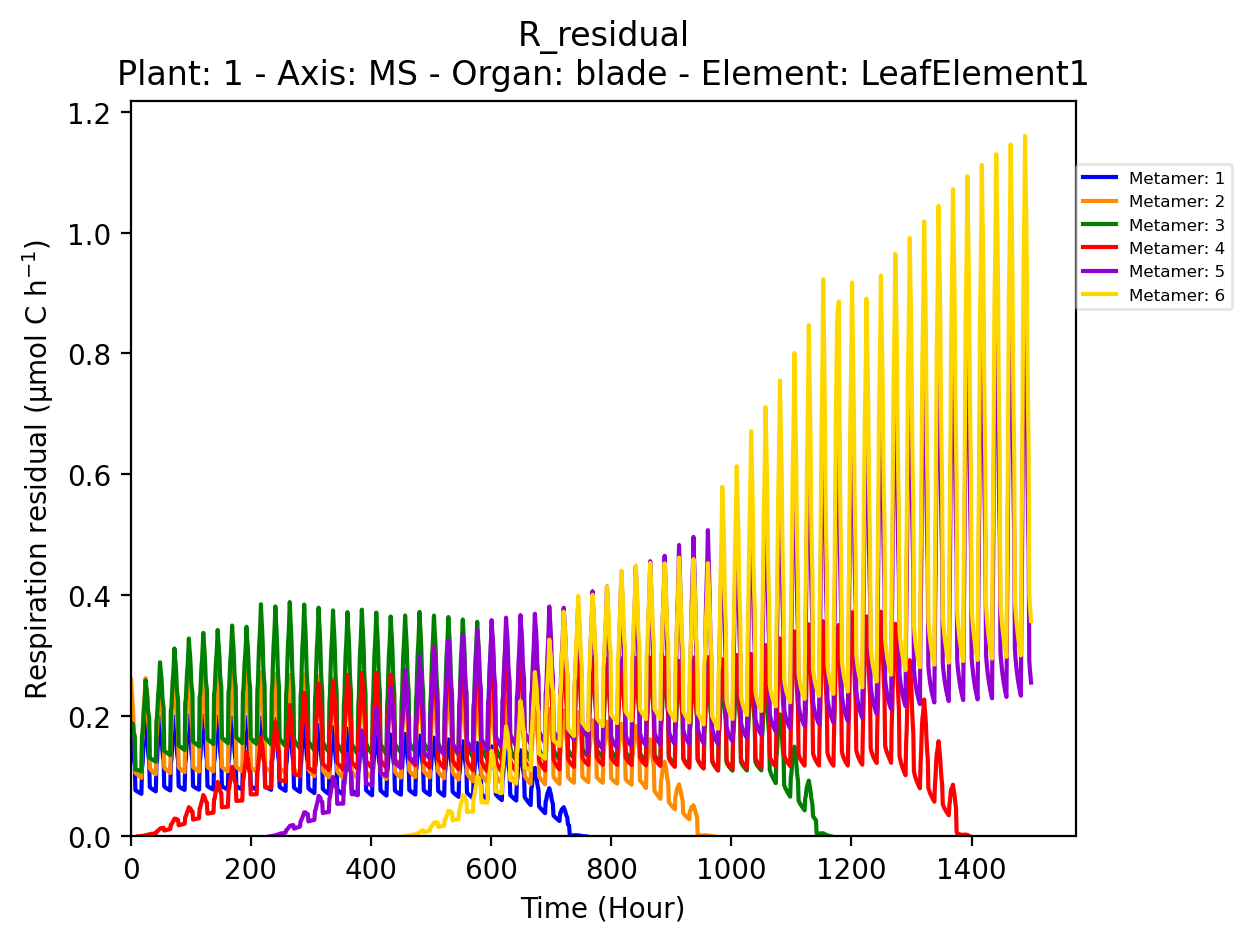 R_residual
Plant: 1 - Axis: MS - Organ: blade - Element: LeafElement1
Respiration residual (µmol C h⁻¹)
1.2
1.0
0.8
0.6
0.4
0.2
0.0
0 200 400 600 800 1000 1200 1400
Time (Hour)
Metamer: 1
Metamer: 2
Metamer: 3
Metamer: 4
Metamer: 5
Metamer: 6